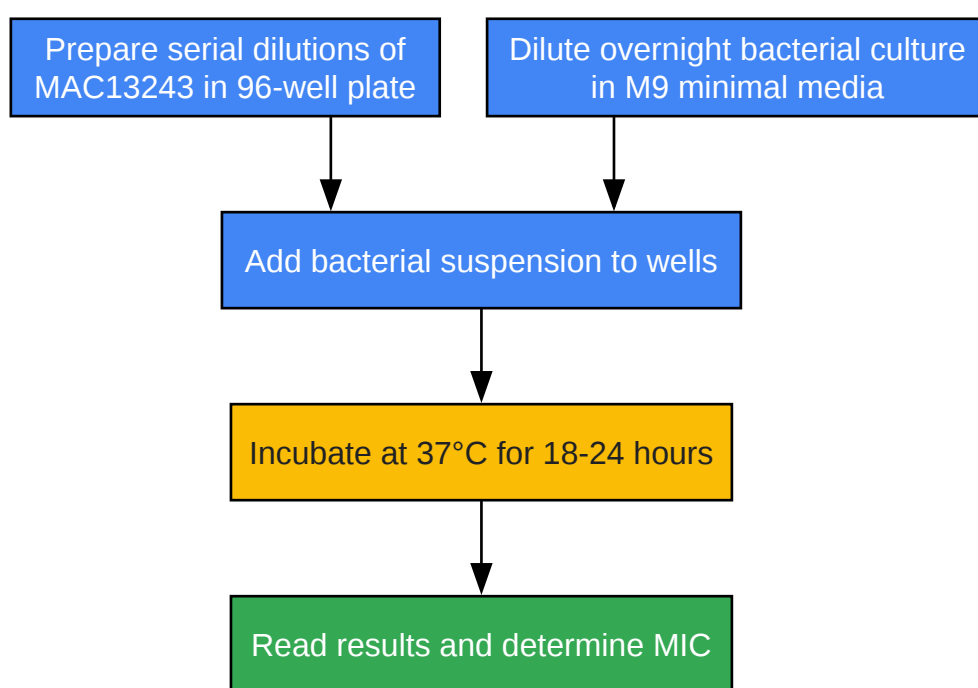 Prepare serial dilutions of
MAC13243 in 96-well plate
Dilute overnight bacterial culture
in M9 minimal media
Add bacterial suspension to wells
Incubate at 37°C for 18-24 hours
Read results and determine MIC